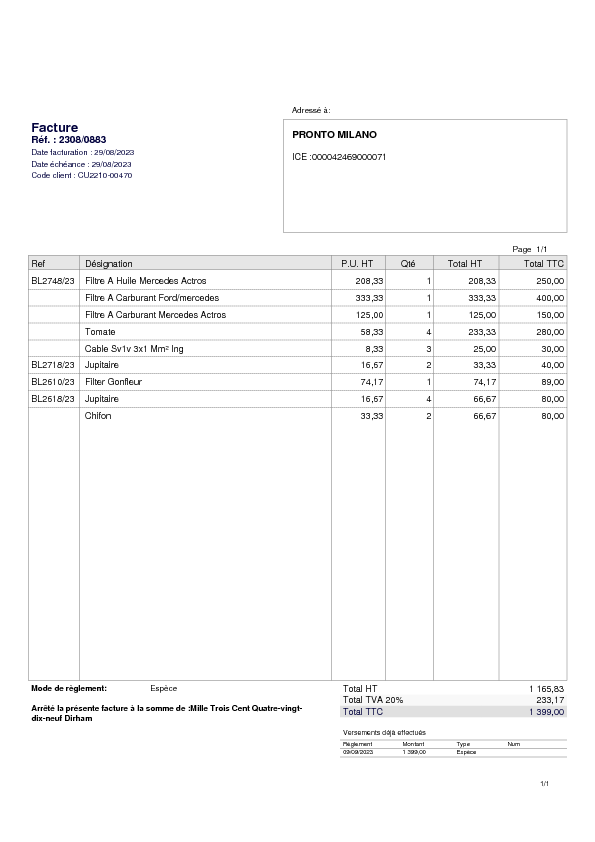 Adressé à:
Facture
Réf. : 2308/0883
Date facturation : 29/08/2023
Date échéance : 29/08/2023
Code client : CU2210-00470
PRONTO MILANO
ICE :000042469000071
Page 1/1
Ref Désignation P.U. HT Qté Total HT Total TTC
BL2748/23 Filtre A Huile Mercedes Actros 208,33 1 208,33 250,00
Filtre A Carburant Ford/mercedes 333,33 1 333,33 400,00
Filtre A Carburant Mercedes Actros 125,00 1 125,00 150,00
Tomate 58,33 4 233,33 280,00
Cable Sv1v 3x1 Mm² Ing 8,33 3 25,00 30,00
BL2718/23 Jupitaire 16,67 2 33,33 40,00
BL2610/23 Filter Gonfleur 74,17 1 74,17 89,00
BL2618/23 Jupitaire 16,67 4 66,67 80,00
Chifon 33,33 2 66,67 80,00
Mode de règlement: Espèce
Arrêté la présente facture à la somme de :Mille Trois Cent Quatre-vingt-
dix-neuf Dirham
Total HT 1 165,83
Total TVA 20% 233,17
Total TTC 1 399,00
Versements déjà effectués
Règlement Montant Type Num
09/09/2023 1 399,00 Espèce
1/1